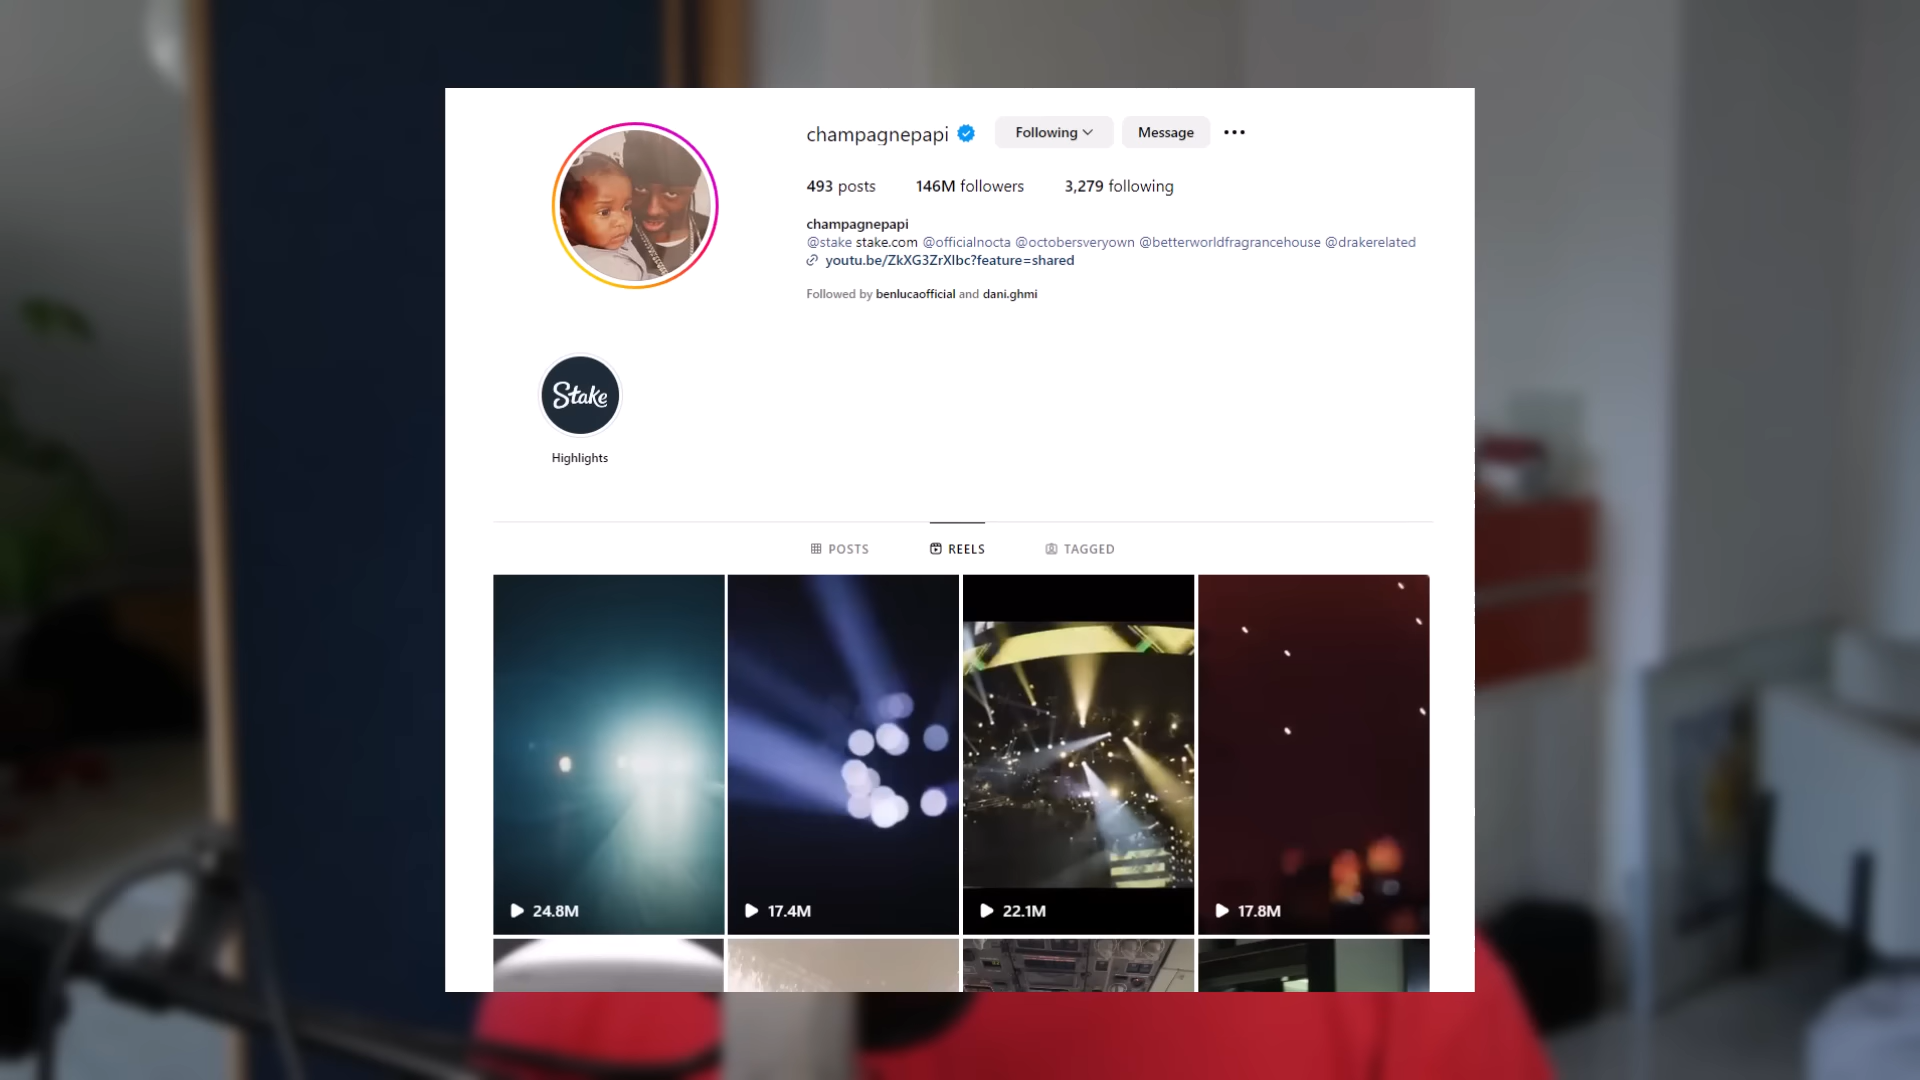 champagnepapi Following Message
493 posts 146M followers 3,279 following
champagnepapi
@stake stake.com @officialnocta @octobersveryown @betterworldfragrancehouse @drakerelated
youtu.be/ZkXG3ZrXlbc?feature=shared
Followed by benlucaofficial and dani.ghmi
Stake
Highlights
POSTS REELS TAGGED
24.8M 17.4M 22.1M 17.8M